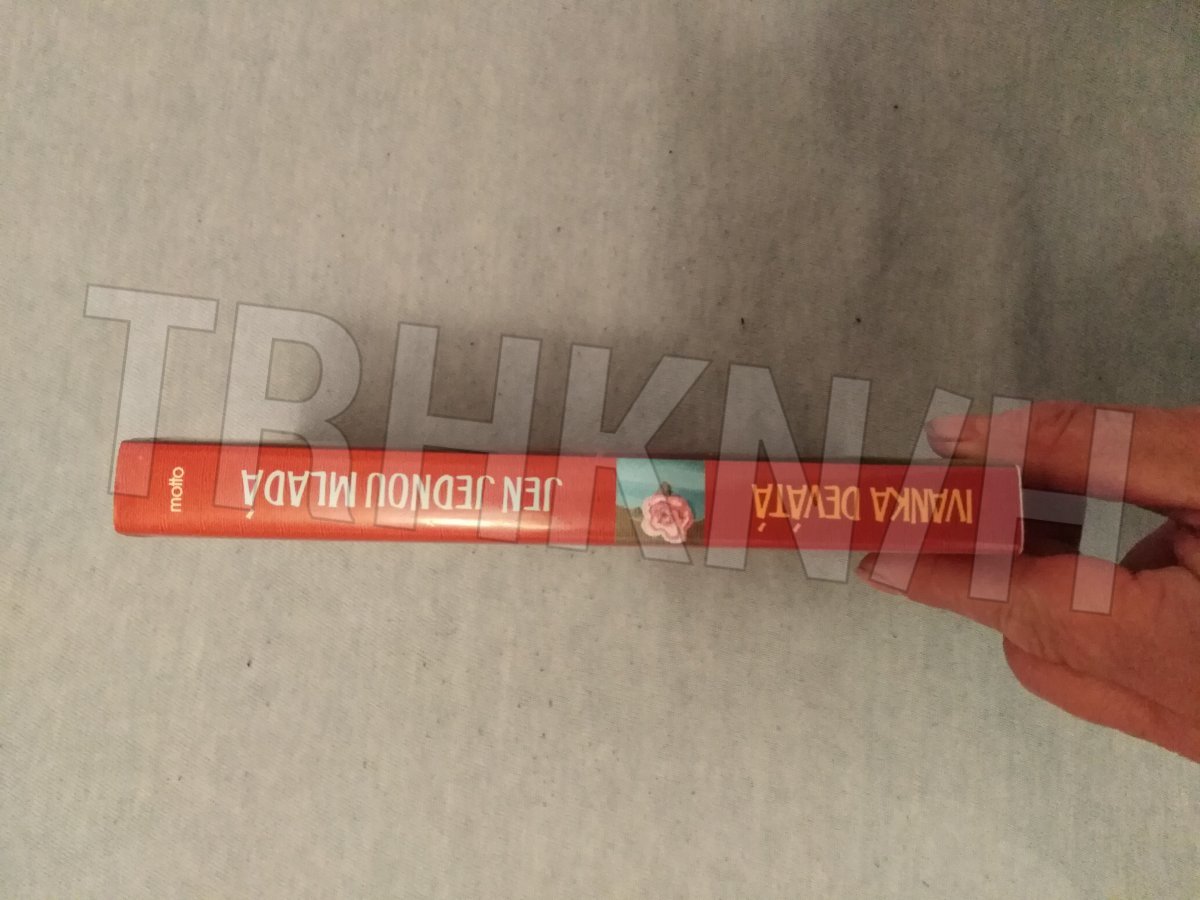 IVANKA DEVÁTÁ
JEN JEDNOU MLADÁ
motto
TRHKNIH